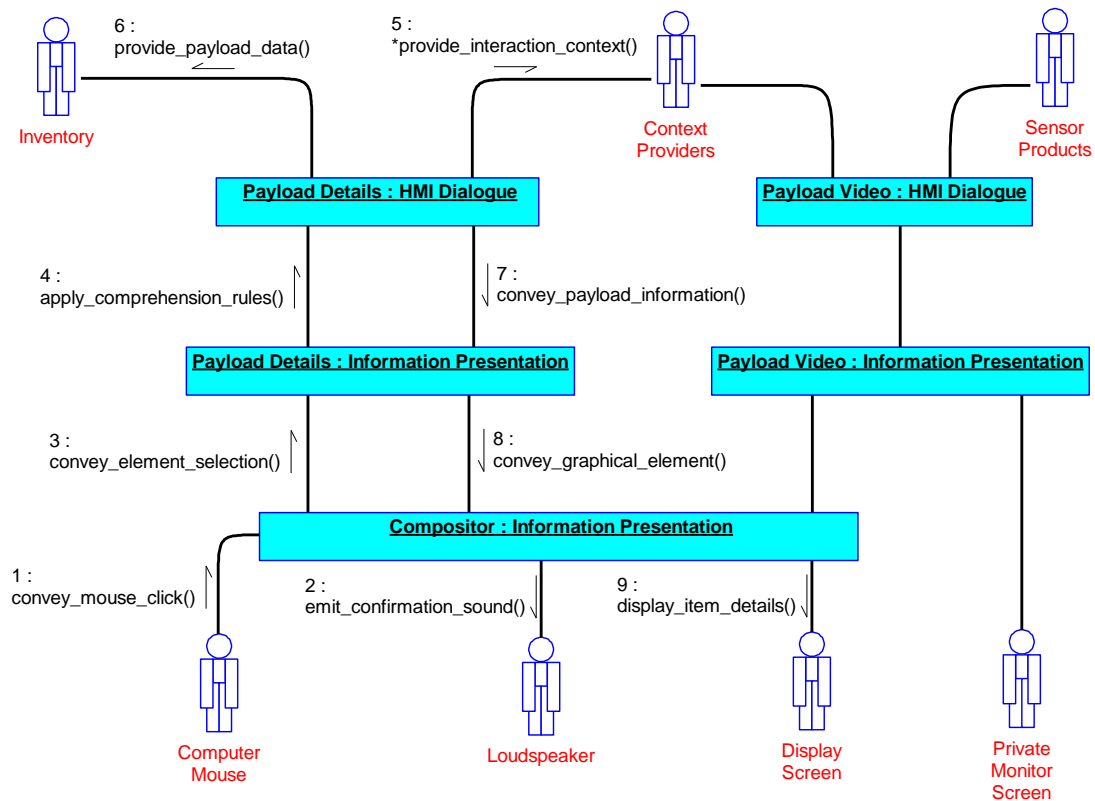 6 :
provide_payload_data()
5 :
*provide_interaction_context()
Inventory
Context
Providers
Sensor
Products
Payload Details : HMI Dialogue
Payload Video : HMI Dialogue
4 :
apply_comprehension_rules()
7 :
convey_payload_information()
Payload Details : Information Presentation
Payload Video : Information Presentation
3 :
convey_element_selection()
8 :
convey_graphical_element()
Compositor : Information Presentation
1 :
convey_mouse_click()
2 :
emit_confirmation_sound()
9 :
display_item_details()
Computer
Mouse
Loudspeaker
Display
Screen
Private
Monitor
Screen